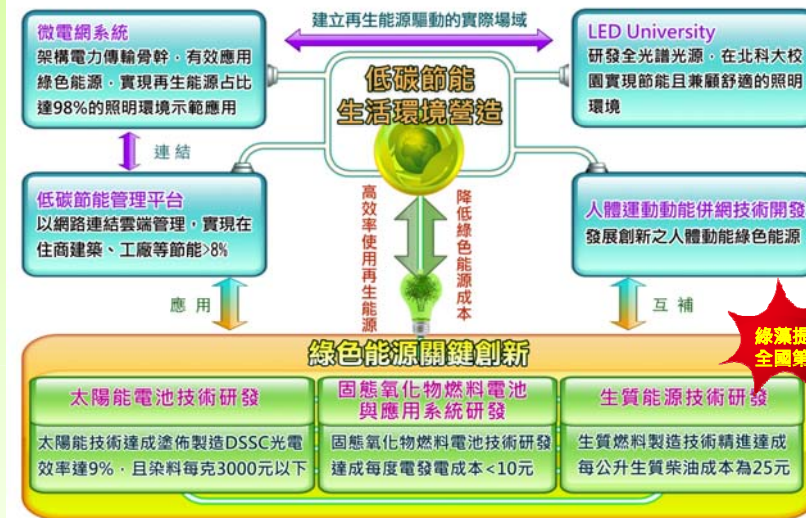 微電網系統
架構電力傳輸骨幹，有效應用
綠色能源，實現再生能源占比
達98%的照明環境示範應用
建立再生能源驅動的實際場域
LED University
研發全光譜光源，在北科大校
園實現節能且兼顧舒適的照明
環境
低碳節能
生活環境營造
連結
低碳節能管理平台
以網路連結雲端管理，實現在
住商建築、工廠等節能>8%
高效率使用再生能源
降低綠色能源成本
人體運動動能併網技術開發
發展創新之人體動能綠色能源
應用
互補
綠藻提
全國第
綠色能源關鍵創新
太陽能電池技術研發
太陽能技術達成塗佈製造DSSC光電
效率達9%，且染料每克3000元以下
固態氧化物燃料電池
與應用系統研發
固態氧化物燃料電池技術研發
達成每度電發電成本<10元
生質能源技術研發
生質燃料製造技術精進達成
每公升生質柴油成本為25元